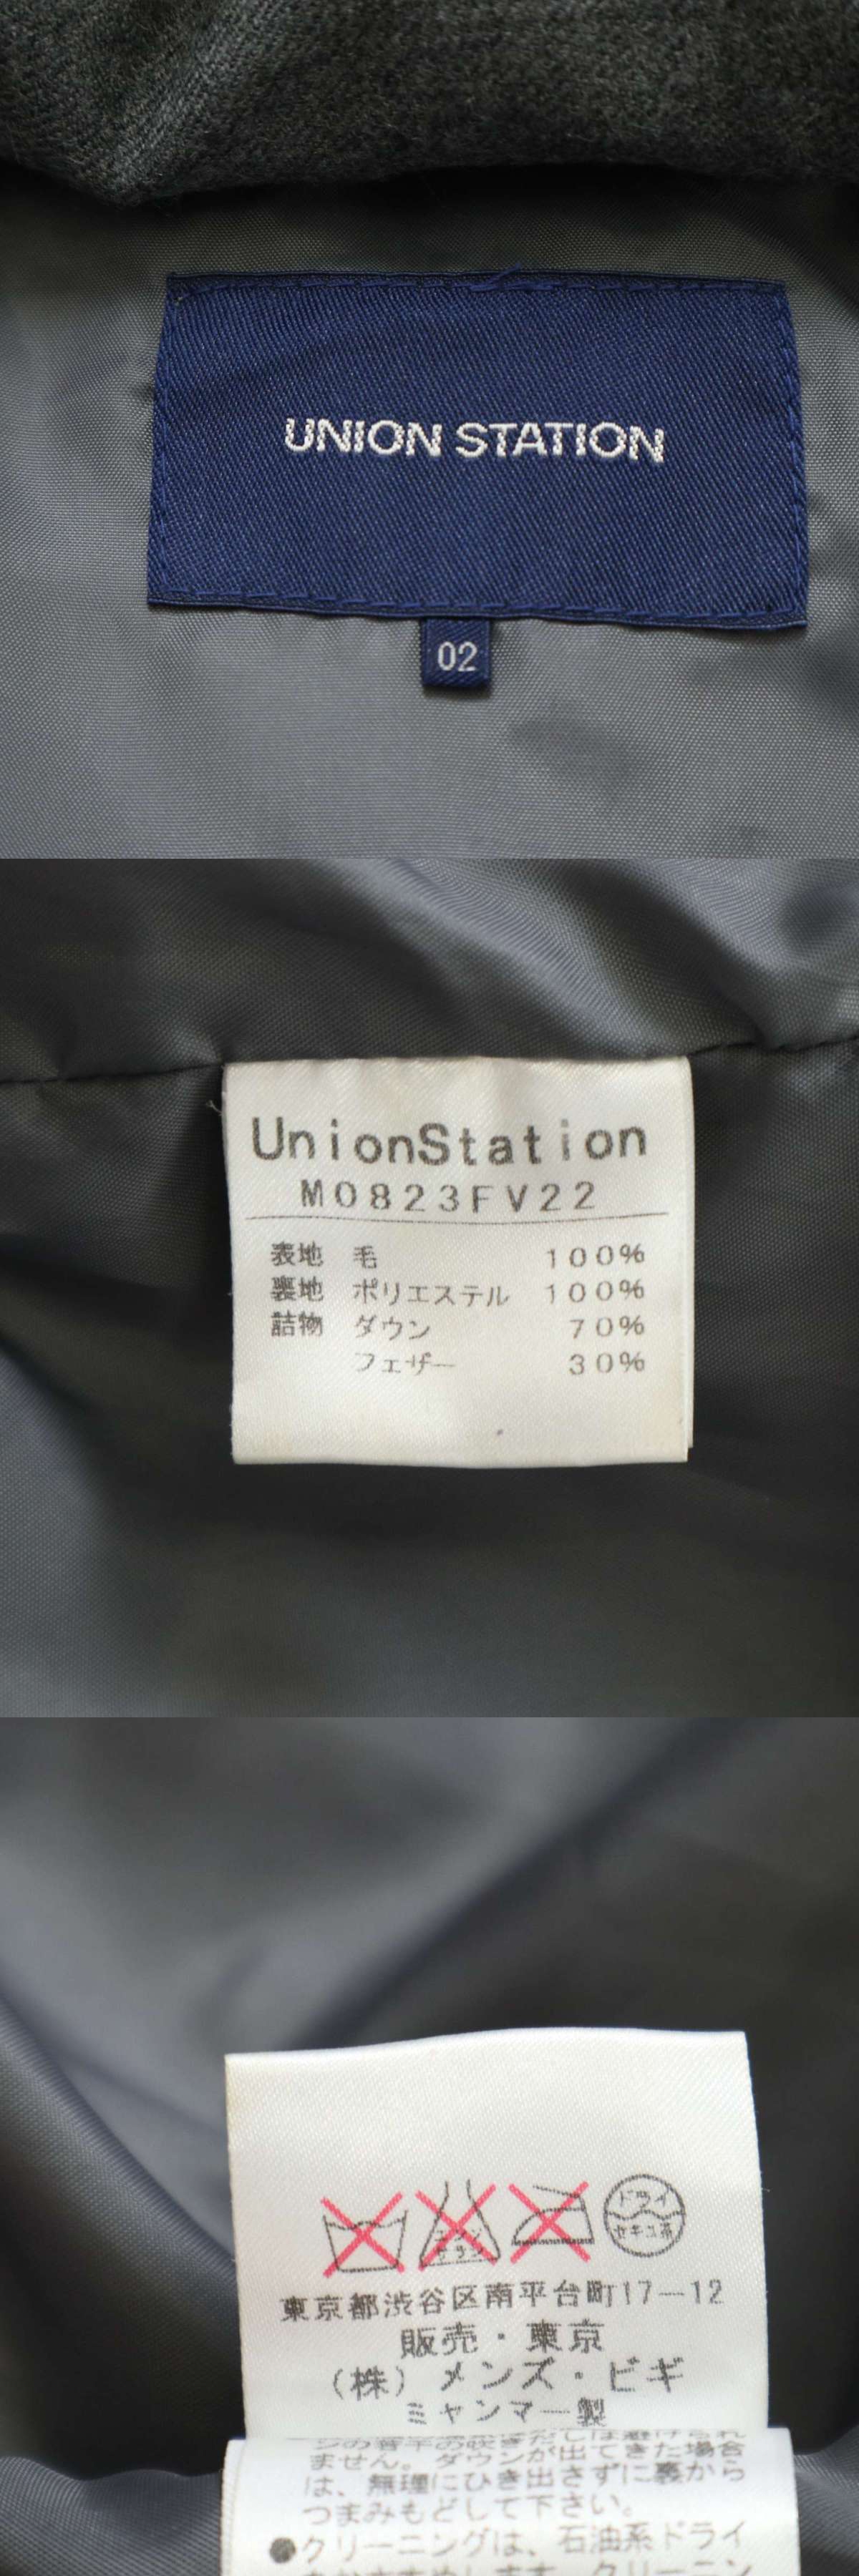 UNION STATION
02
UnionStation
M0823FV22
表地 毛 100%
裏地 ポリエステル 100%
詰物 ダウン 70%
フェザー 30%
ドライ
セキユ系
東京都渋谷区南平台町17-12
販売・東京
(株) メンズ・ビギ
ミャンマー製
ません。ダウンが出てきた場合
は、無理にひき出さずに裏から
つまみもどして下さい。
●クリーニングは、石油系ドライ